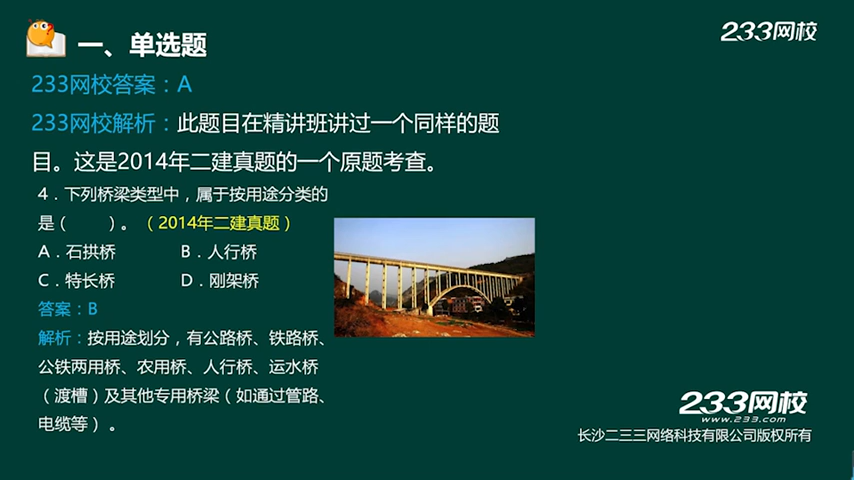 一、单选题
233网校
233网校答案：A
233网校解析：此题目在精讲班讲过一个同样的题
目。这是2014年二建真题的一个原题考查。
4．下列桥梁类型中，属于按用途分类的
是（　　）。（2014年二建真题）
A．石拱桥　　B．人行桥
C．特长桥　　D．刚架桥
答案：B
解析：按用途划分，有公路桥、铁路桥、
公铁两用桥、农用桥、人行桥、运水桥
（渡槽）及其他专用桥梁（如通过管路、
电缆等）。
233网校
www.233.com
长沙二三三网络科技有限公司版权所有